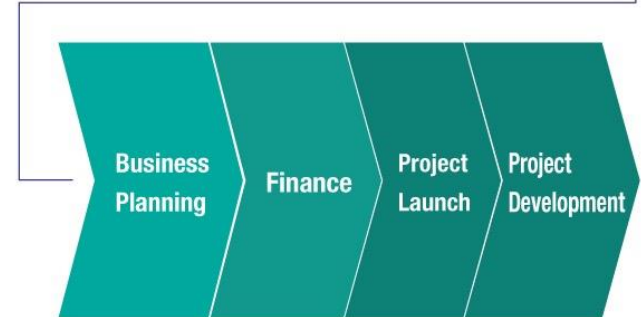 Business
Planning
Finance
Project
Launch
Project
Development